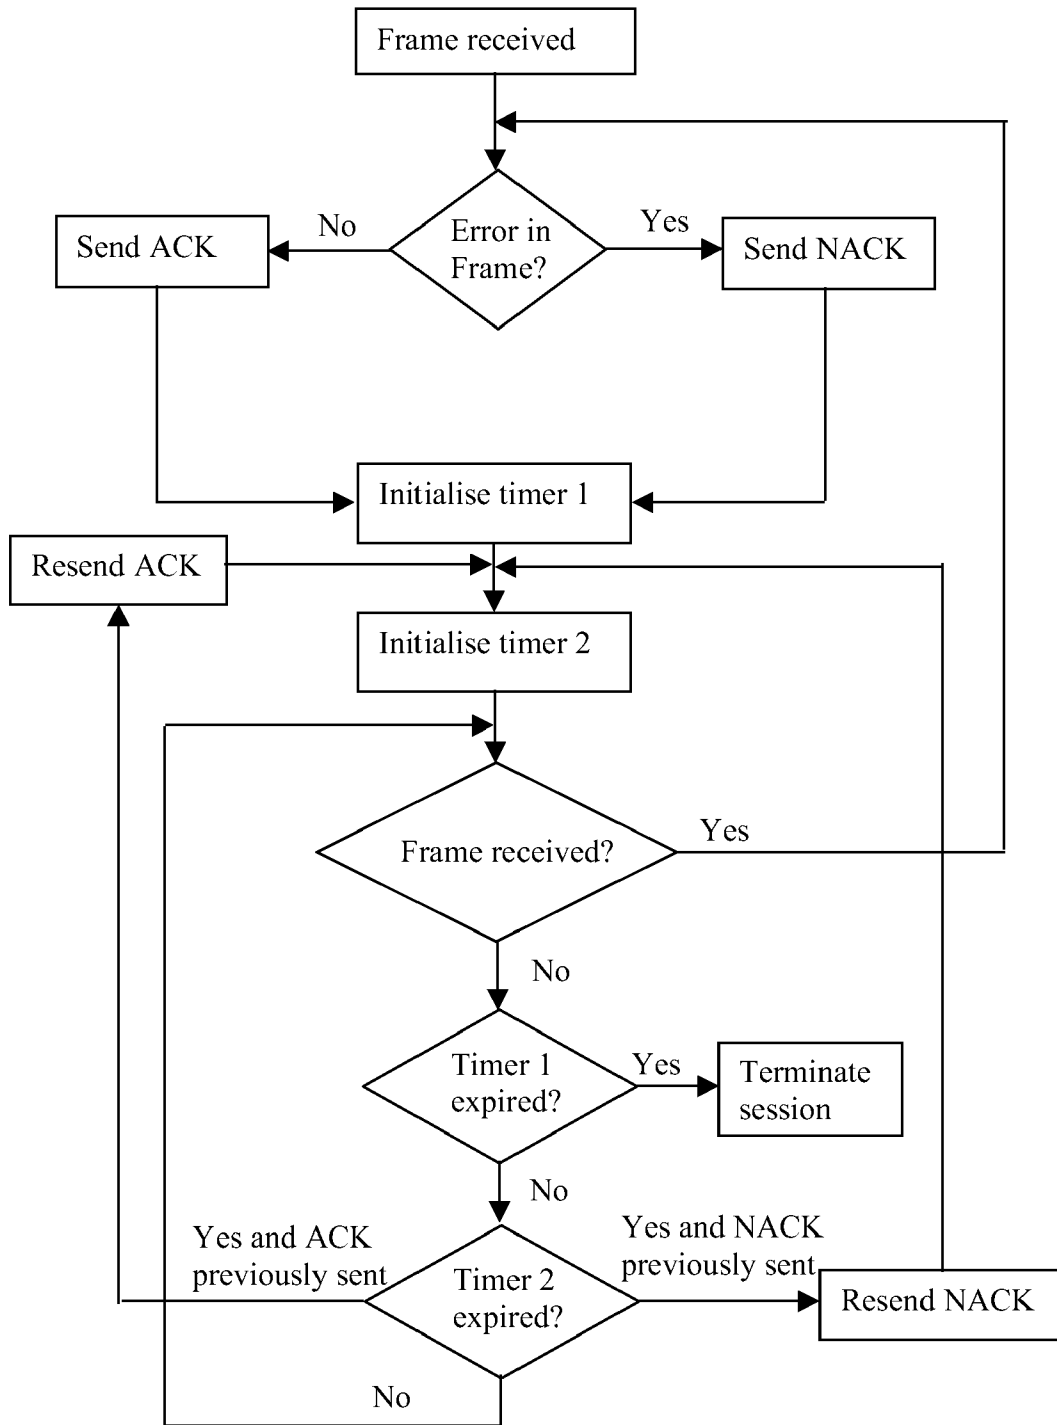 Frame received
No
Error in
Frame?
Yes
Send ACK
Send NACK
Initialise timer 1
Resend ACK
Initialise timer 2
Frame received?
Yes
No
Timer 1
expired?
Yes
Terminate
session
No
Yes and ACK
previously sent
Timer 2
expired?
Yes and NACK
previously sent
Resend NACK
No